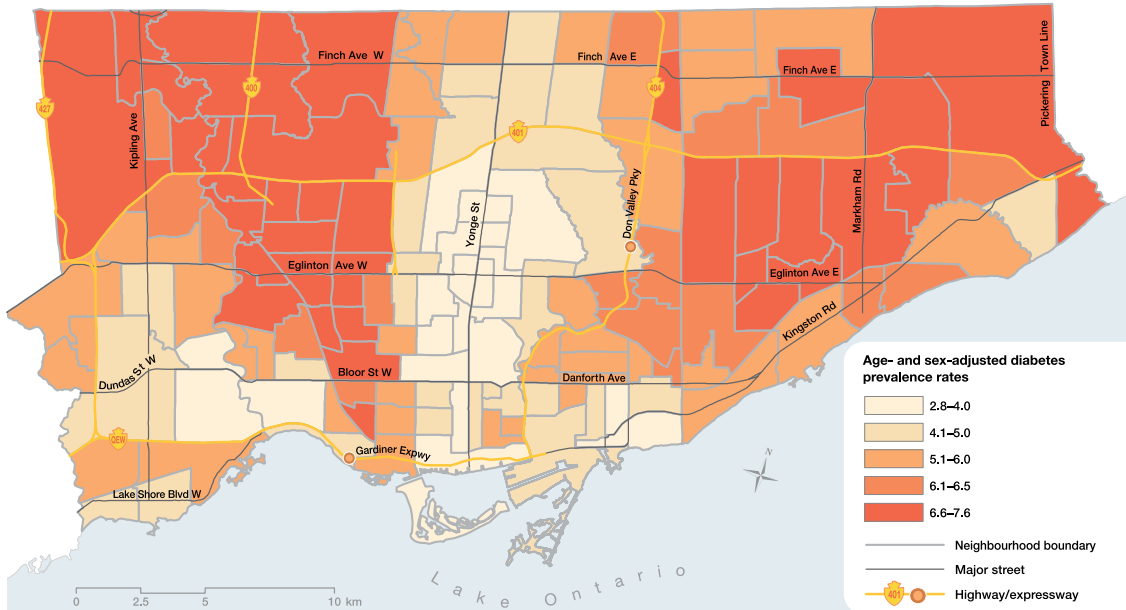 Finch Ave W
Finch Ave E
Finch Ave E
Pickering Town Line
427
400
404
401
Kipling Ave
Yonge St
Don Valley Pky
Markham Rd
Eglinton Ave W
Eglinton Ave E
Kingston Rd
Dundas St W
Bloor St W
Danforth Ave
QEW
Gardiner Expwy
Lake Shore Blvd W
N
Lake Ontario
0 2.5 5 10 km
Age- and sex-adjusted diabetes
prevalence rates
2.8–4.0
4.1–5.0
5.1–6.0
6.1–6.5
6.6–7.6
Neighbourhood boundary
Major street
401 Highway/expressway